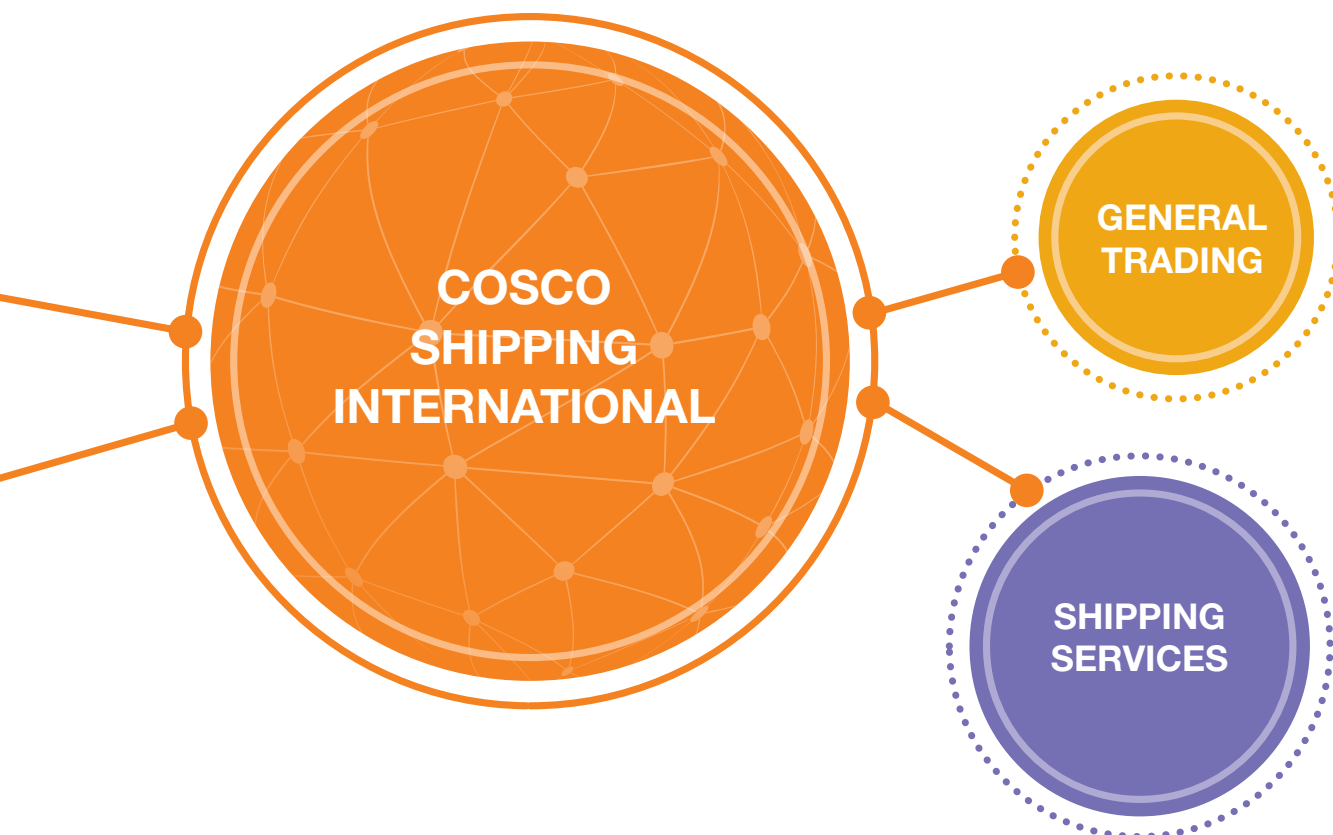 COSCO
SHIPPING
INTERNATIONAL
GENERAL
TRADING
SHIPPING
SERVICES